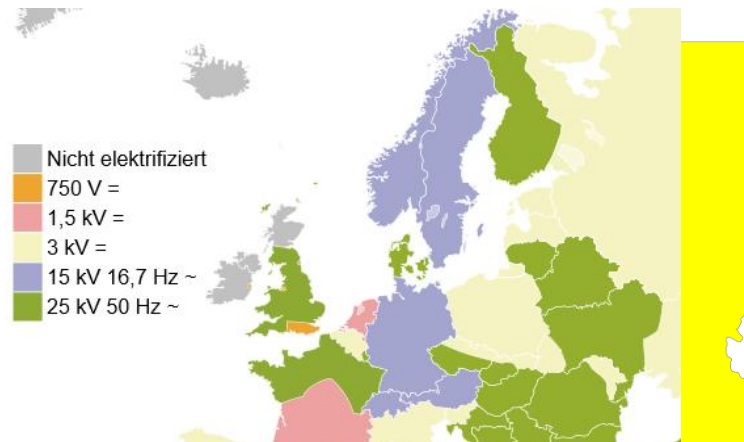 Nicht elektrifiziert
750 V =
1,5 kV =
3 kV =
15 kV 16,7 Hz ~
25 kV 50 Hz ~